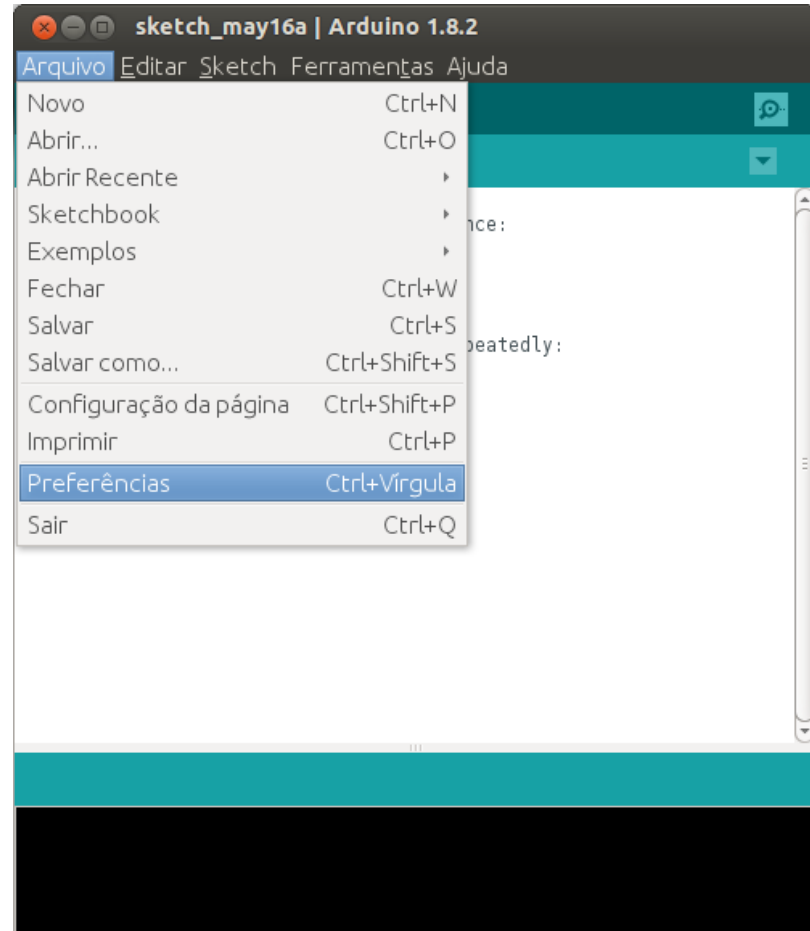 sketch_may16a | Arduino 1.8.2
Arquivo Editar Sketch Ferramentas Ajuda
Novo Ctrl+N
Abrir... Ctrl+O
Abrir Recente
Sketchbook
Exemplos
Fechar Ctrl+W
Salvar Ctrl+S
Salvar como... Ctrl+Shift+S
Configuração da página Ctrl+Shift+P
Imprimir Ctrl+P
Preferências Ctrl+Vírgula
Sair Ctrl+Q
nce:
peatedly: